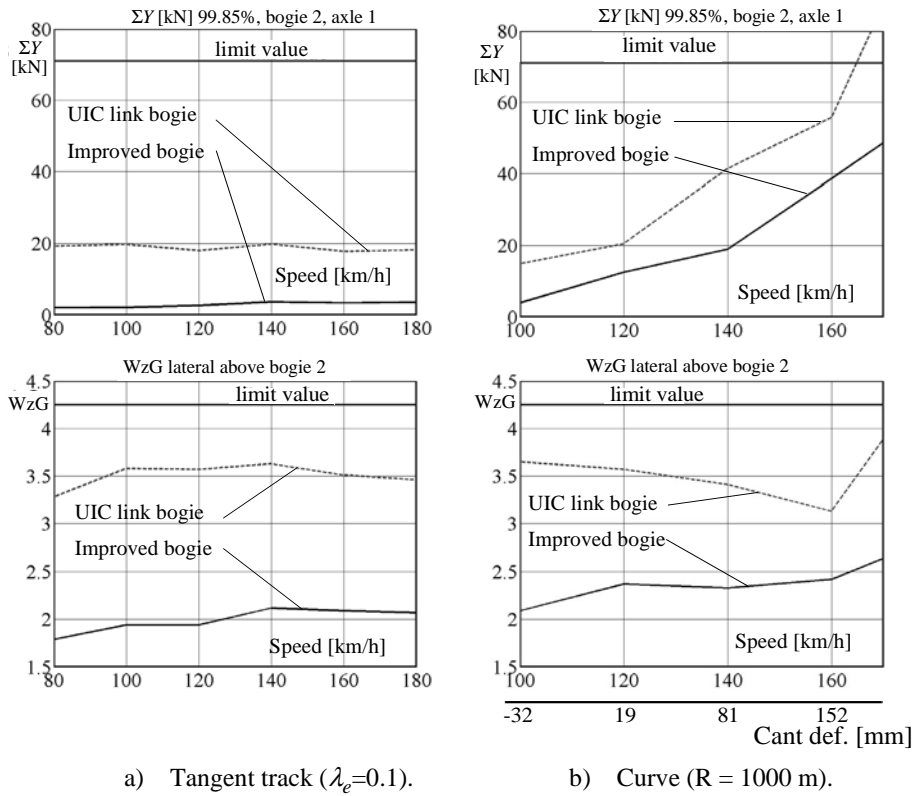 ΣY [kN] 99.85%, bogie 2, axle 1
80
ΣY
[kN]
limit value
60
UIC link bogie
Improved bogie
40
20
Speed [km/h]
0
80 100 120 140 160 180
ΣY [kN] 99.85%, bogie 2, axle 1
80
ΣY
[kN]
limit value
60
UIC link bogie
Improved bogie
40
20
Speed [km/h]
0
100 120 140 160
WzG lateral above bogie 2
4.5
WzG
limit value
4
3.5
UIC link bogie
3
Improved bogie
2.5
2
Speed [km/h]
1.5
80 100 120 140 160 180
WzG lateral above bogie 2
4.5
WzG
limit value
4
3.5
UIC link bogie
3
Improved bogie
2.5
2
Speed [km/h]
1.5
100 120 140 160
-32 19 81 152
Cant def. [mm]
a) Tangent track (λe=0.1).
b) Curve (R = 1000 m).